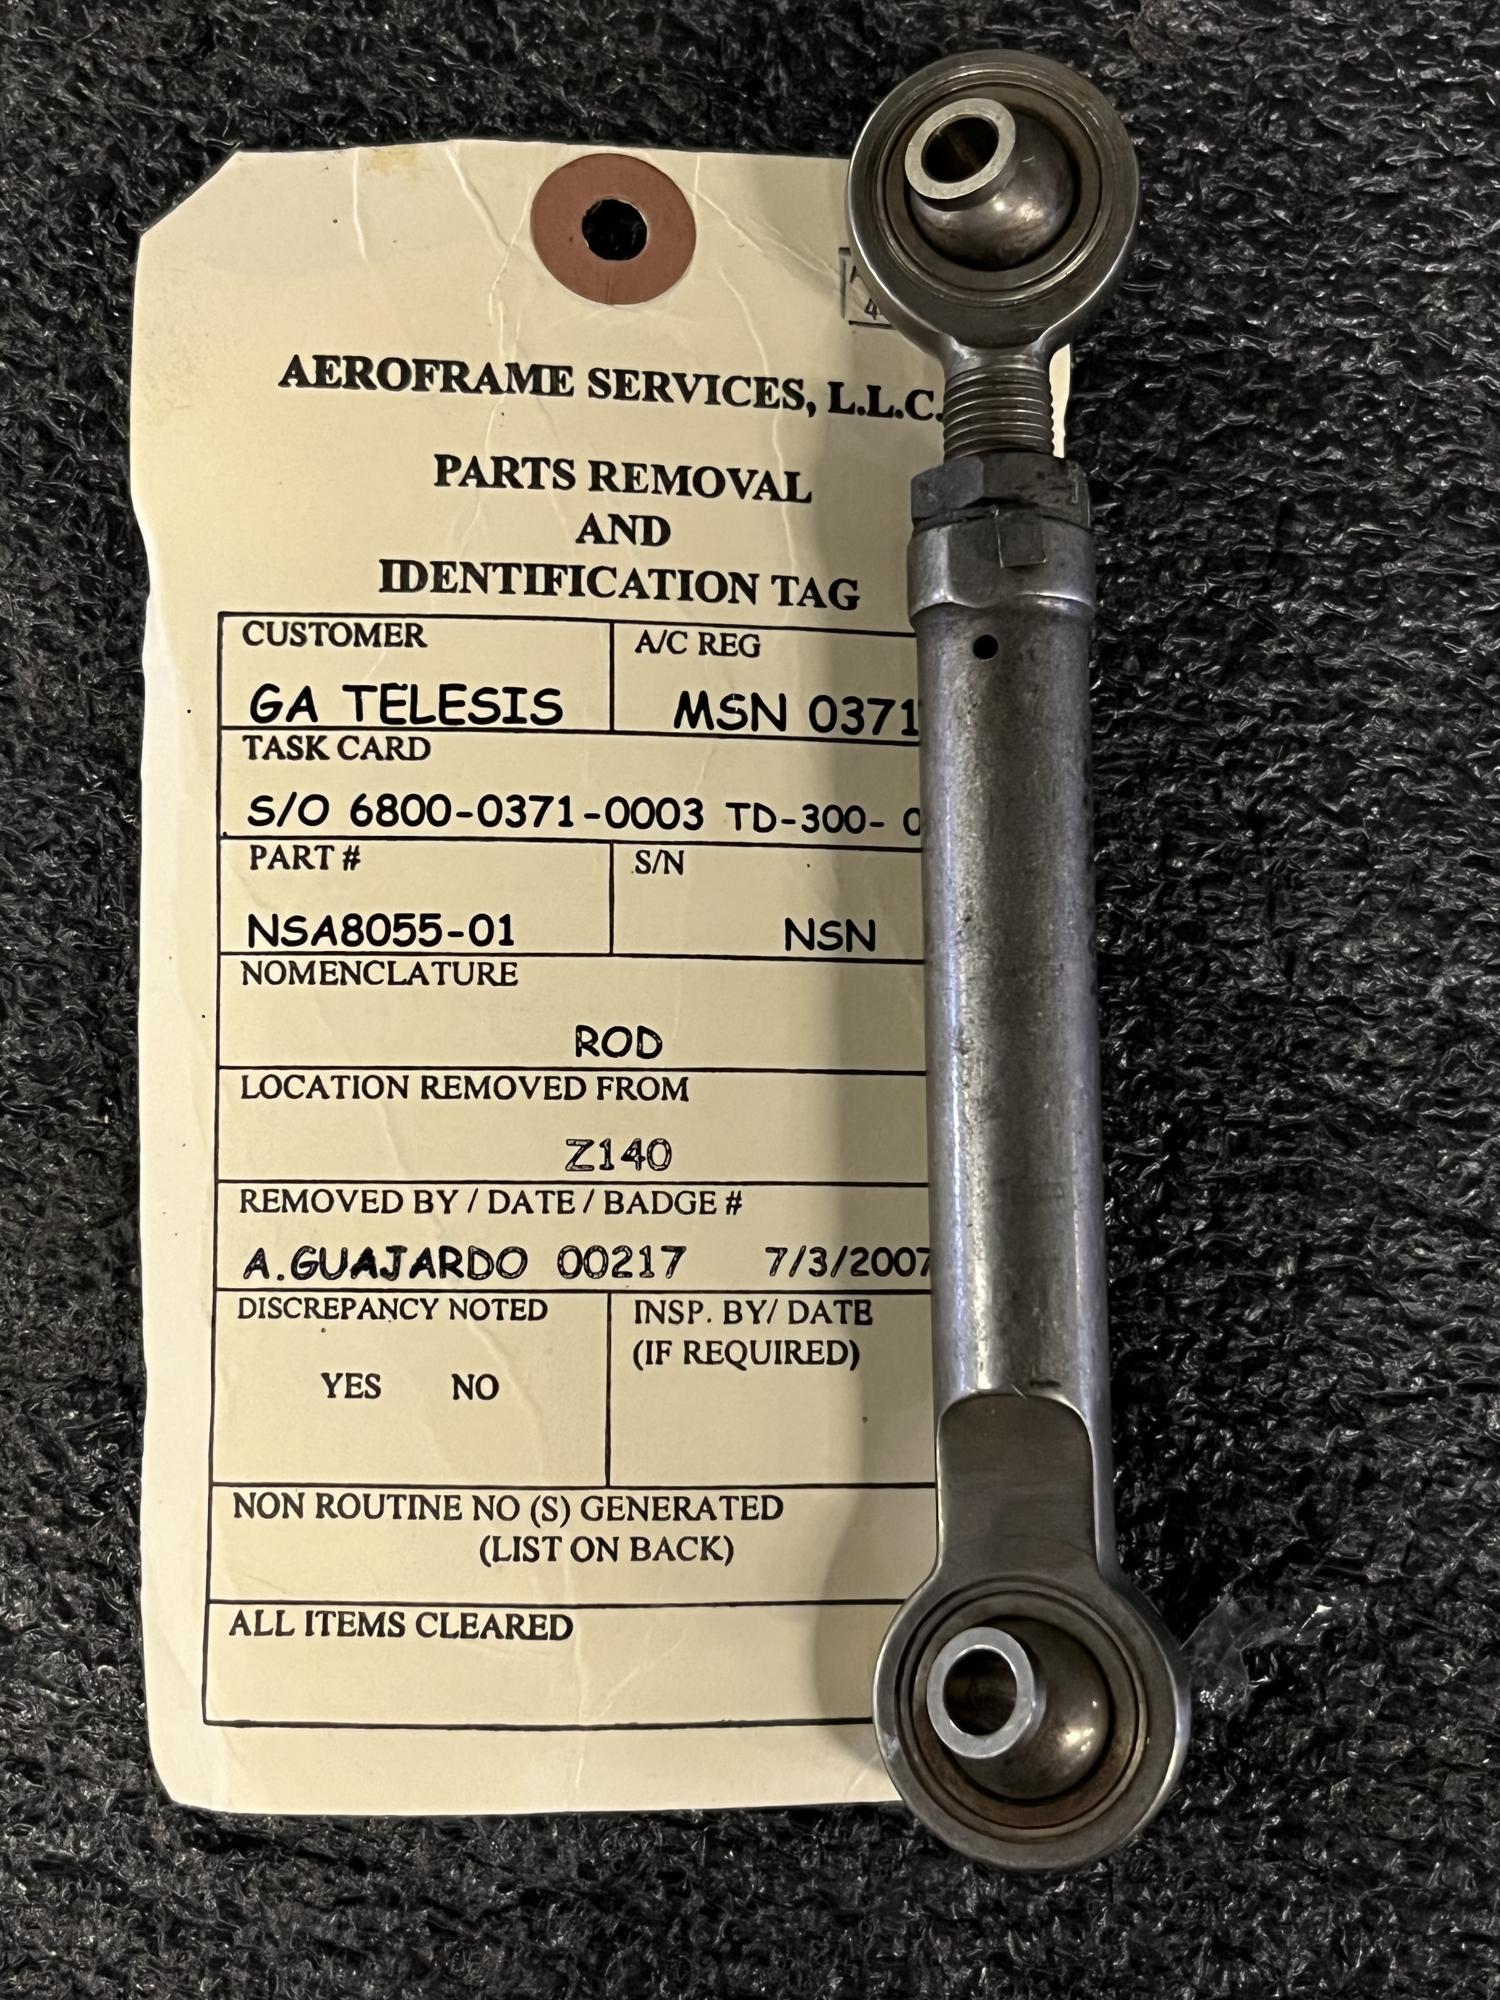 4
AEROFRAME SERVICES, L.L.C.
PARTS REMOVAL
AND
IDENTIFICATION TAG
CUSTOMER A/C REG
GA TELESIS MSN 0371
TASK CARD
S/O 6800-0371-0003 TD-300- 0
PART # S/N
NSA8055-01 NSN
NOMENCLATURE
ROD
LOCATION REMOVED FROM
Z140
REMOVED BY / DATE / BADGE #
A.GUAJARDO 00217 7/3/2007
DISCREPANCY NOTED INSP. BY/ DATE
(IF REQUIRED)
YES NO
NON ROUTINE NO (S) GENERATED
(LIST ON BACK)
ALL ITEMS CLEARED